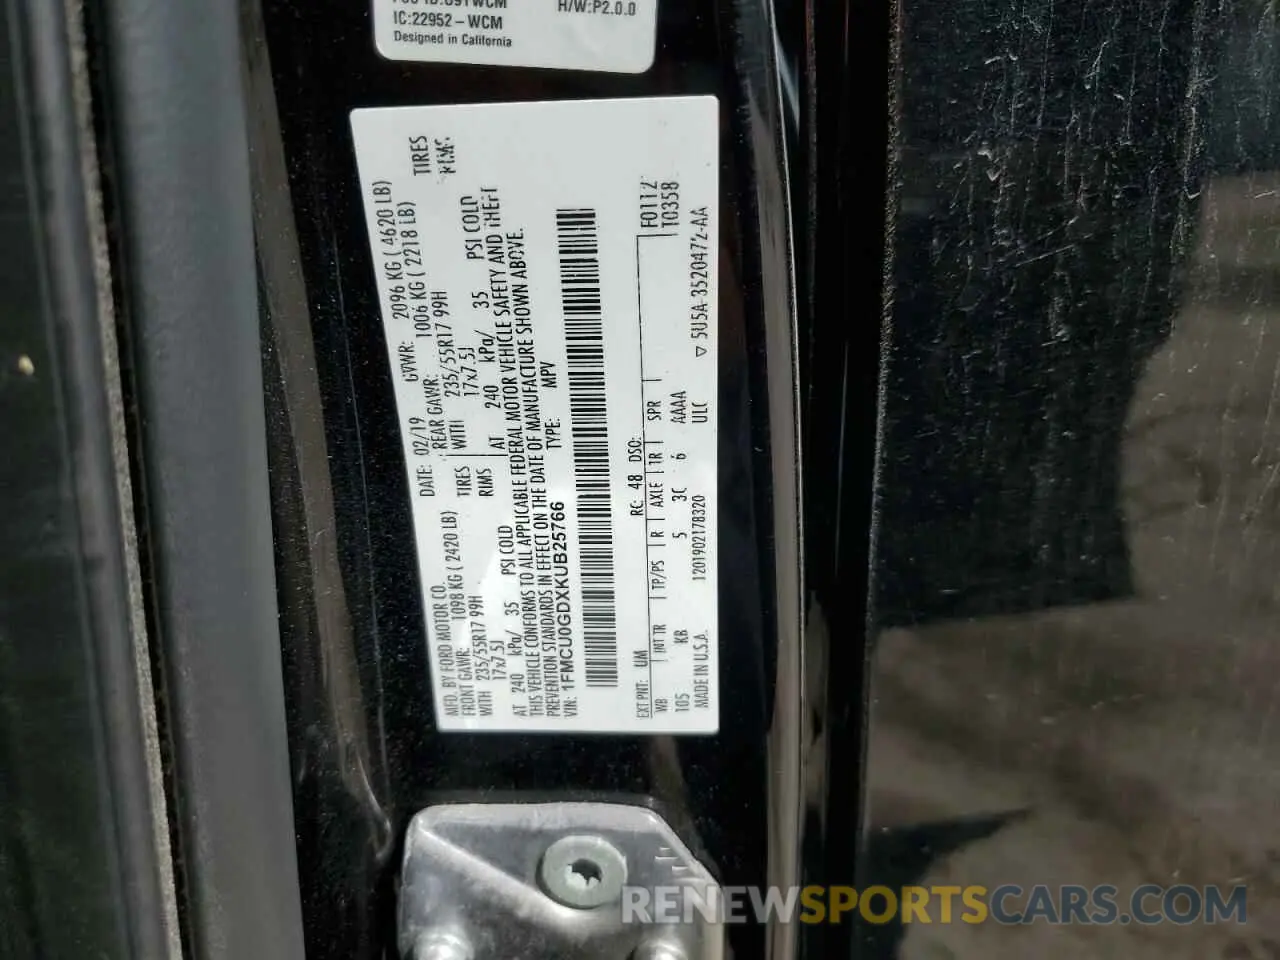 IC:22952-WCM
H/W:P2.0.0
Designed in California
MFD. BY FORD MOTOR CO.
DATE: 02/19 GVWR: 2096 KG ( 4620 LB)
FRONT GAWR: 1098 KG ( 2420 LB)
REAR GAWR: 1006 KG ( 2218 LB)
WITH 235/55R17 99H TIRES
WITH 235/55R17 99H TIRES
17x7.5J RIMS
17x7.5J RIMS
AT 240 kPa/ 35 PSI COLD
AT 240 kPa/ 35 PSI COLD
THIS VEHICLE CONFORMS TO ALL APPLICABLE FEDERAL MOTOR VEHICLE SAFETY AND THEFT
PREVENTION STANDARDS IN EFFECT ON THE DATE OF MANUFACTURE SHOWN ABOVE.
VIN: 1FMCU0GDXKUB25766 TYPE: MPV
F0112
T0358
EXT PNT: UM RC: 48 DSO:
WB INT TR TP/PS R AXLE TR SPR
105 KB 5 6 AAAA
MADE IN U.S.A. 1201902178320 5U5A-3520472-AA
RENEWSPORTSCARS.COM